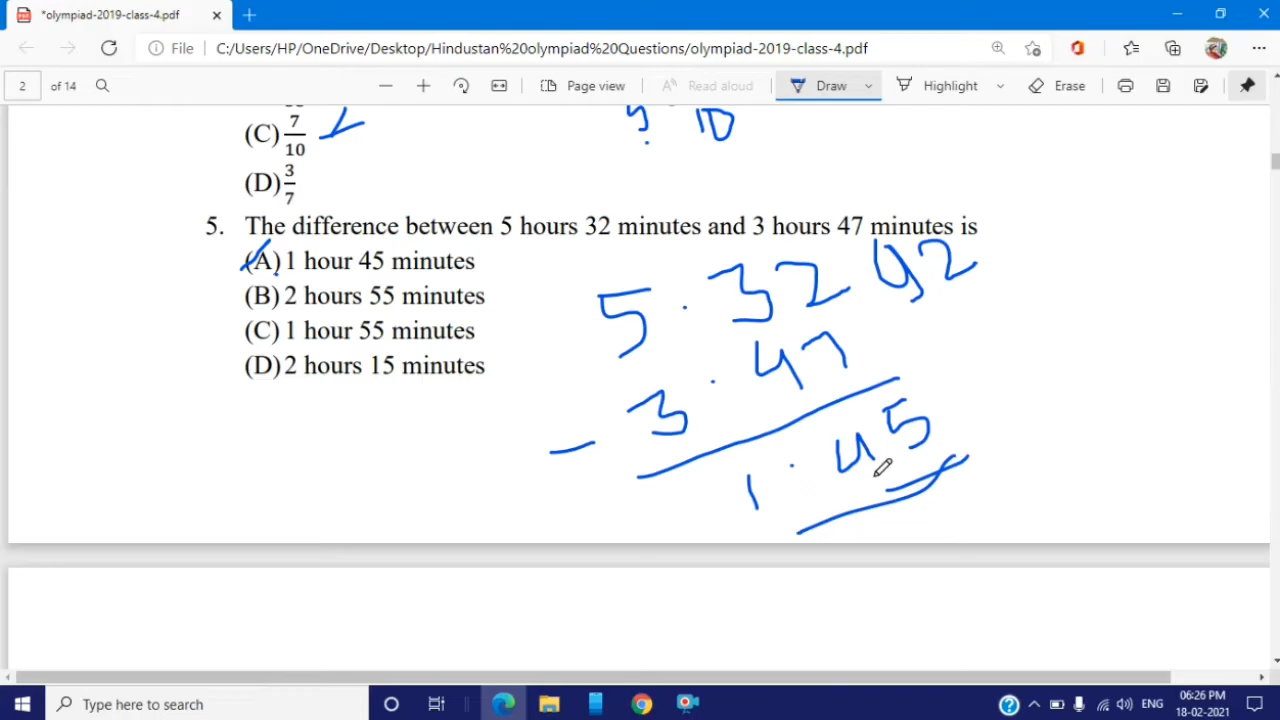 *olympiad-2019-class-4.pdf
File C:/Users/HP/OneDrive/Desktop/Hindustan%20olympiad%20Questions/olympiad-2019-class-4.pdf
2 of 14 Page view Read aloud Draw Highlight Erase
(C) 7/10
10
(D) 3/7
5. The difference between 5 hours 32 minutes and 3 hours 47 minutes is
(A) 1 hour 45 minutes
(B) 2 hours 55 minutes
(C) 1 hour 55 minutes
(D) 2 hours 15 minutes
5.32 92
- 3.47
1.45
Type here to search
? ENG 06:26 PM
18-02-2021